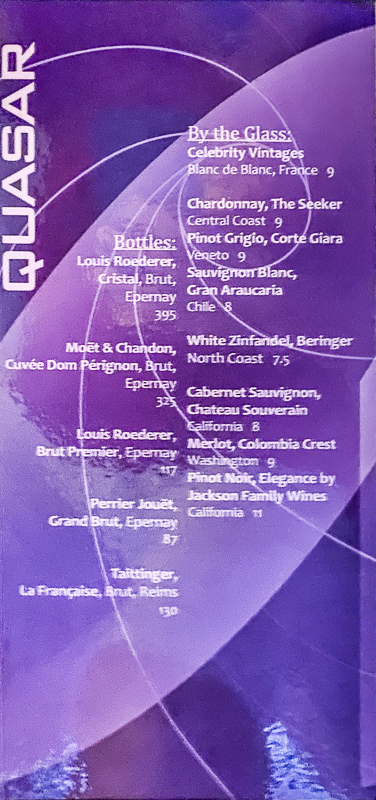 QUASAR
Bottles:
Louis Roederer,
Cristal, Brut,
Epernay
395
Moët & Chandon,
Cuvée Dom Pérignon, Brut,
Epernay
325
Louis Roederer,
Brut Premier, Epernay
117
Perrier Jouët,
Grand Brut, Epernay
87
Taittinger,
La Française, Brut, Reims
130
By the Glass:
Celebrity Vintages
Blanc de Blanc, France 9
Chardonnay, The Seeker
Central Coast 9
Pinot Grigio, Corte Giara
Veneto 9
Sauvignon Blanc,
Gran Araucaria
Chile 8
White Zinfandel, Beringer
North Coast 7.5
Cabernet Sauvignon,
Chateau Souverain
California 8
Merlot, Colombia Crest
Washington 9
Pinot Noir, Elegance by
Jackson Family Wines
California 11